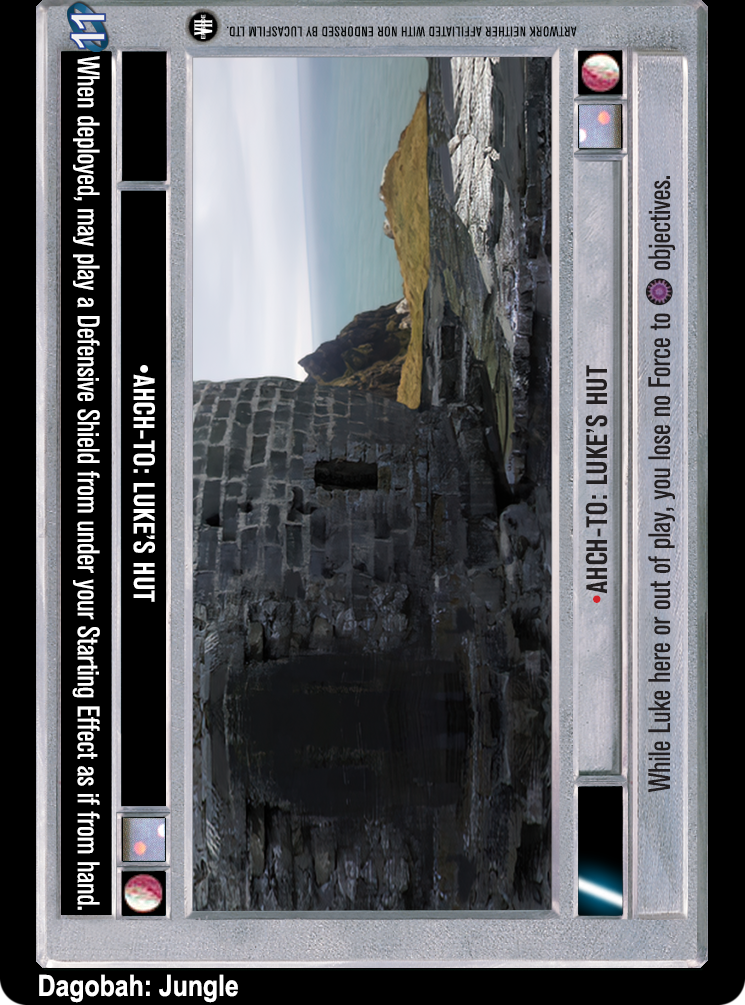 11
When deployed, may play a Defensive Shield from under your Starting Effect as if from hand.
•AHCH-TO: LUKE'S HUT
ARTWORK NEITHER AFFILIATED WITH NOR ENDORSED BY LUCASFILM LTD.
•AHCH-TO: LUKE'S HUT
While Luke here or out of play, you lose no Force to objectives.
Dagobah: Jungle